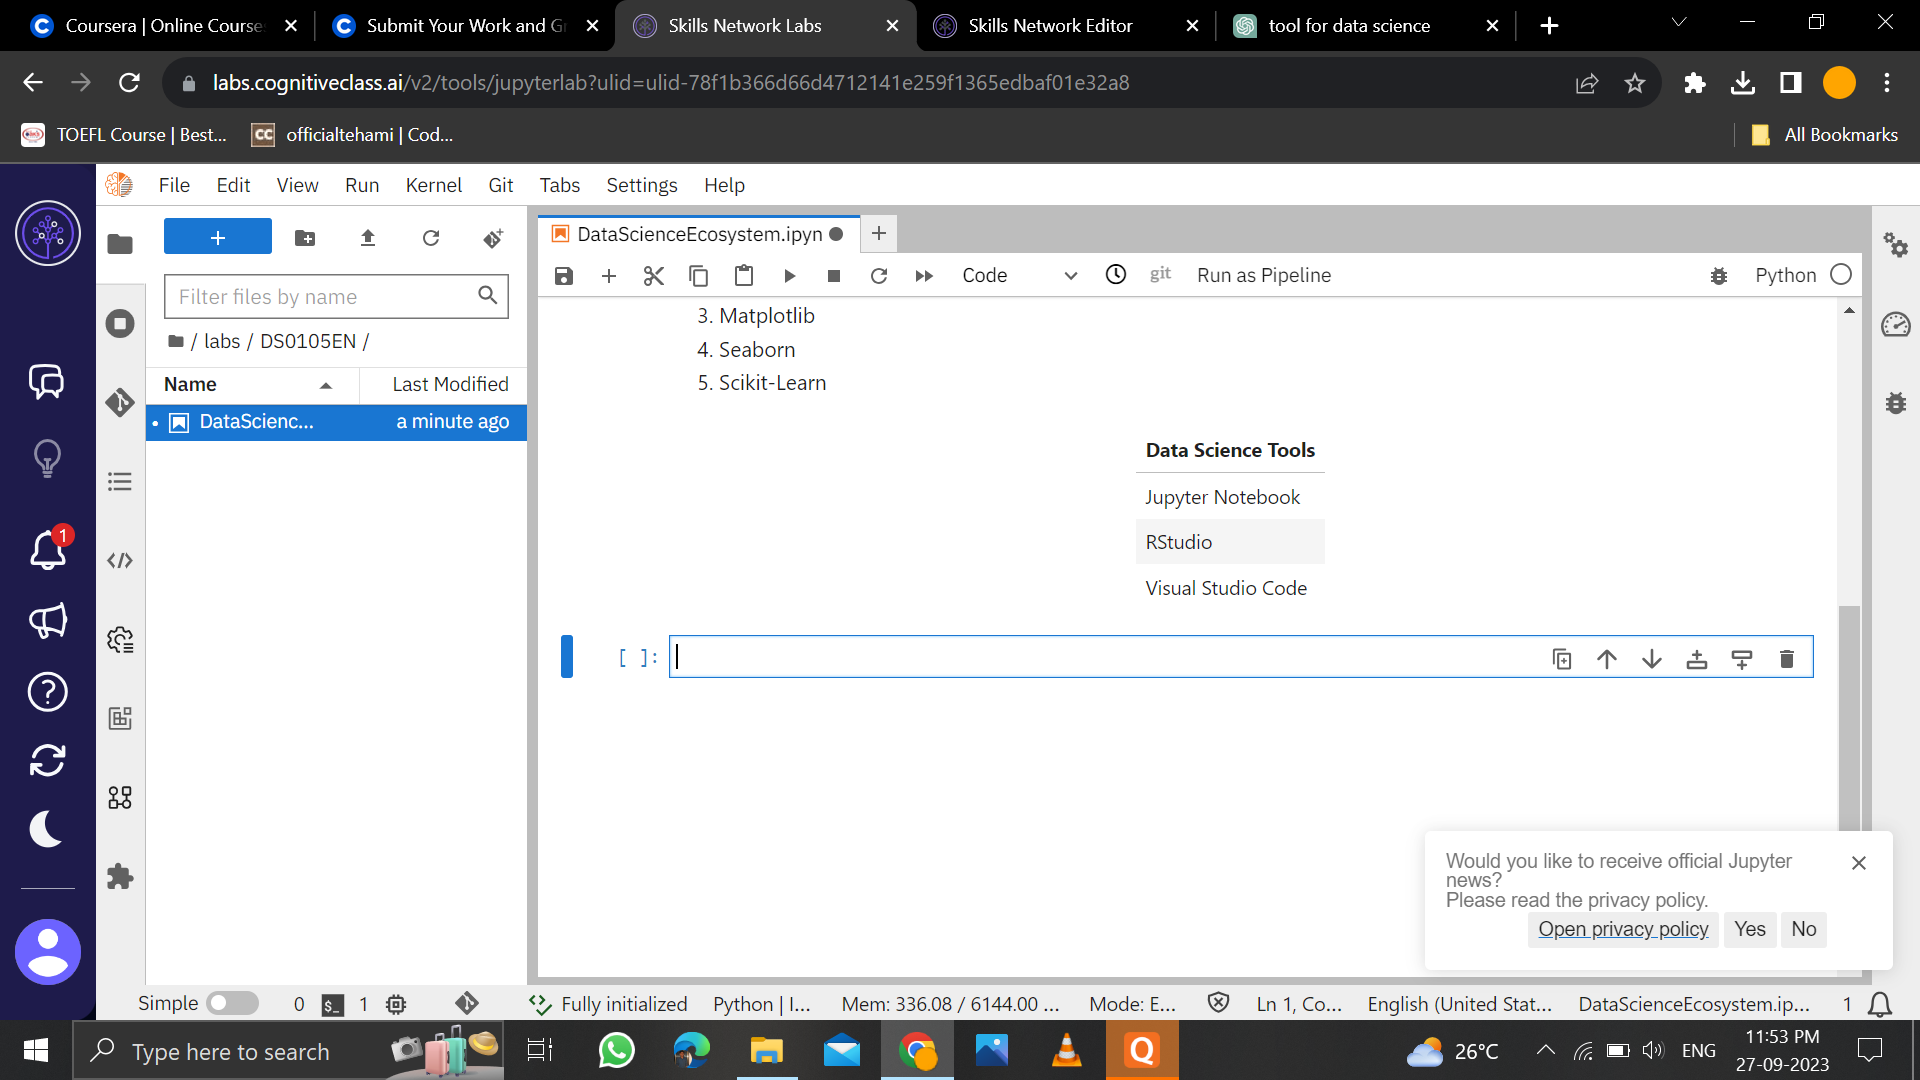 Coursera | Online Course
Submit Your Work and Gr
Skills Network Labs
Skills Network Editor
tool for data science
labs.cognitiveclass.ai/v2/tools/jupyterlab?ulid=ulid-78f1b366d66d4712141e259f1365edbaf01e32a8
TOEFL Course | Best...
CC officialtehami | Cod...
All Bookmarks
File Edit View Run Kernel Git Tabs Settings Help
DataScienceEcosystem.ipyn
Code
git
Run as Pipeline
Python
Filter files by name
/ labs / DS0105EN /
Name Last Modified
DataScienc... a minute ago
3. Matplotlib
4. Seaborn
5. Scikit-Learn
Data Science Tools
Jupyter Notebook
RStudio
Visual Studio Code
[ ]:
1
Would you like to receive official Jupyter
news?
Please read the privacy policy.
Open privacy policy Yes No
Simple 0 $_ 1 Fully initialized Python | I... Mem: 336.08 / 6144.00 ... Mode: E... Ln 1, Co... English (United Stat... DataScienceEcosystem.ip... 1
Type here to search
Q
26°C
ENG
11:53 PM
27-09-2023